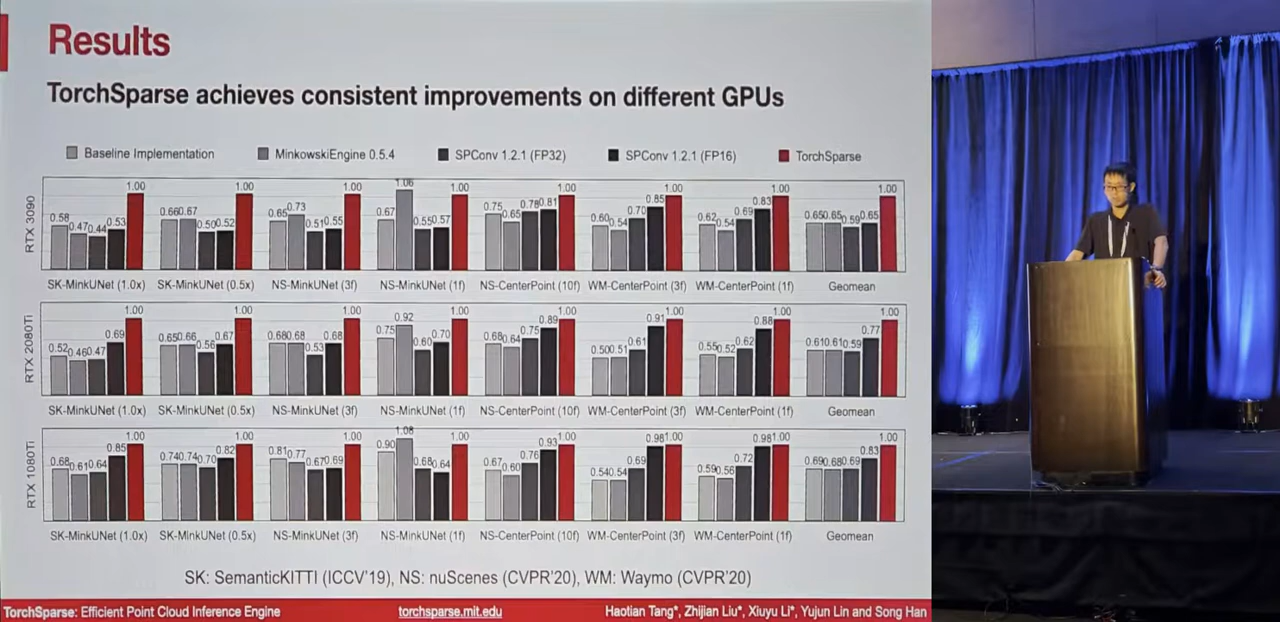 Results
TorchSparse achieves consistent improvements on different GPUs
Baseline Implementation MinkowskiEngine 0.5.4 SPConv 1.2.1 (FP32) SPConv 1.2.1 (FP16) TorchSparse
RTX 3090
0.58 0.47 0.44 0.53 1.00 0.66 0.67 0.50 0.52 1.00 0.65 0.73 0.51 0.55 1.00 0.67 1.06 0.55 0.57 1.00 0.75 0.65 0.78 0.81 1.00 0.60 0.54 0.70 0.85 1.00 0.62 0.54 0.69 0.83 1.00 0.65 0.65 0.59 0.65 1.00
SK-MinkUNet (1.0x) SK-MinkUNet (0.5x) NS-MinkUNet (3f) NS-MinkUNet (1f) NS-CenterPoint (10f) WM-CenterPoint (3f) WM-CenterPoint (1f) Geomean
RTX 2080Ti
0.52 0.46 0.47 0.69 1.00 0.65 0.66 0.56 0.67 1.00 0.68 0.68 0.53 0.68 1.00 0.75 0.92 0.60 0.70 1.00 0.68 0.64 0.75 0.89 1.00 0.50 0.51 0.61 0.91 1.00 0.55 0.52 0.62 0.88 1.00 0.61 0.61 0.59 0.77 1.00
SK-MinkUNet (1.0x) SK-MinkUNet (0.5x) NS-MinkUNet (3f) NS-MinkUNet (1f) NS-CenterPoint (10f) WM-CenterPoint (3f) WM-CenterPoint (1f) Geomean
RTX 1080Ti
0.68 0.61 0.64 0.85 1.00 0.74 0.74 0.70 0.82 1.00 0.81 0.77 0.67 0.69 1.00 0.90 1.08 0.68 0.64 1.00 0.67 0.60 0.76 0.93 1.00 0.54 0.54 0.69 0.98 1.00 0.59 0.56 0.72 0.98 1.00 0.69 0.68 0.69 0.83 1.00
SK-MinkUNet (1.0x) SK-MinkUNet (0.5x) NS-MinkUNet (3f) NS-MinkUNet (1f) NS-CenterPoint (10f) WM-CenterPoint (3f) WM-CenterPoint (1f) Geomean
SK: SemanticKITTI (ICCV'19), NS: nuScenes (CVPR'20), WM: Waymo (CVPR'20)
TorchSparse: Efficient Point Cloud Inference Engine torchsparse.mit.edu Haotian Tang*, Zhijian Liu*, Xiuyu Li*, Yujun Lin and Song Han